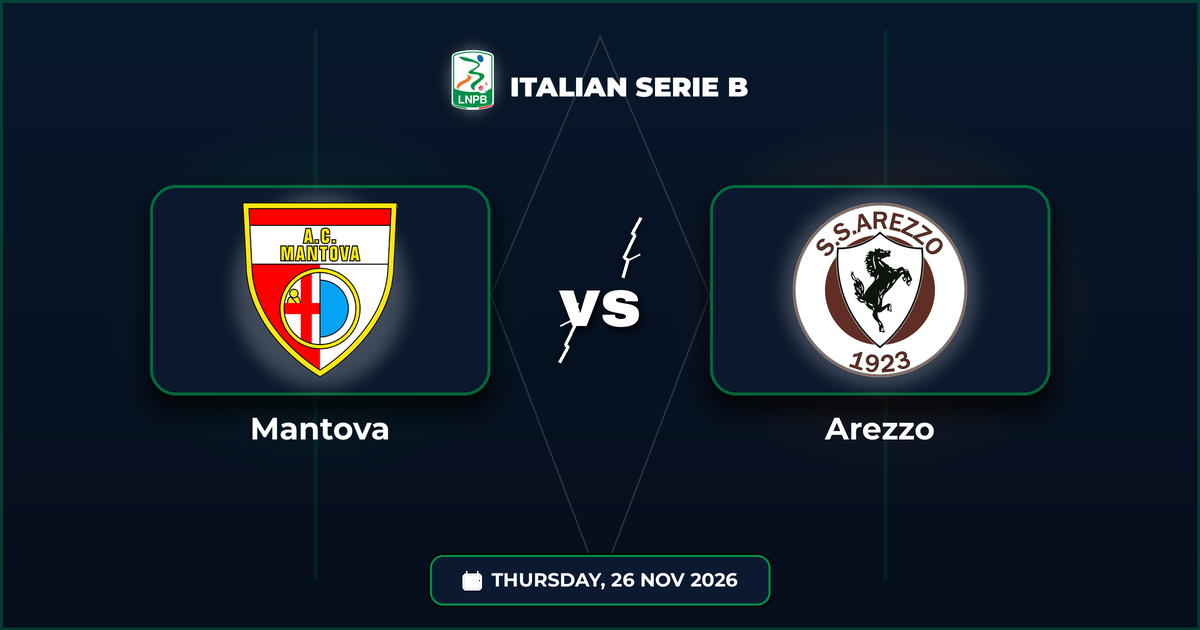 LNPB
ITALIAN SERIE B
A.C.
MANTOVA
S.S.AREZZO
1923
vs
Mantova
Arezzo
THURSDAY, 26 NOV 2026